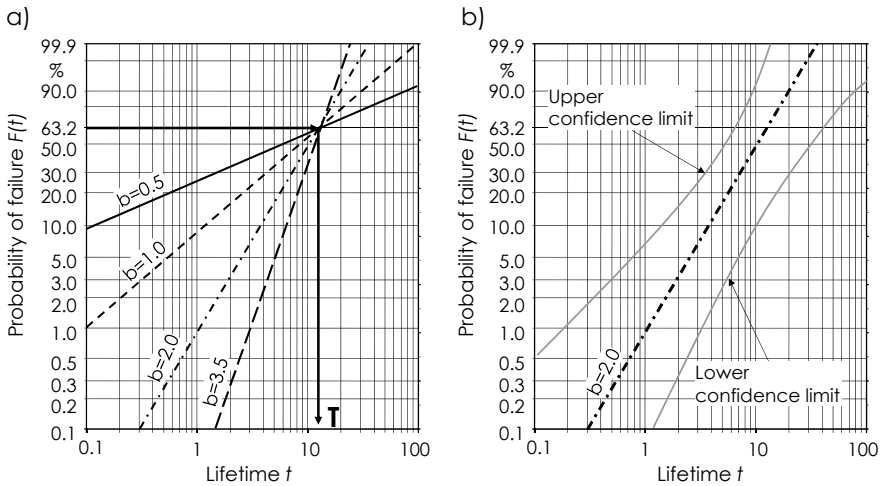 a)
99.9
%
90.0
63.2
50.0
30.0
20.0
10.0
5.0
3.0
2.0
1.0
0.5
0.3
0.2
0.1
Probability of failure F(t)
b=0.5
b=1.0
b=2.0
b=3.5
T
0.1 1 10 100
Lifetime t
b)
99.9
%
90.0
63.2
50.0
30.0
20.0
10.0
5.0
3.0
2.0
1.0
0.5
0.3
0.2
0.1
Probability of failure F(t)
Upper
confidence limit
b=2.0
Lower
confidence limit
0.1 1 10 100
Lifetime t